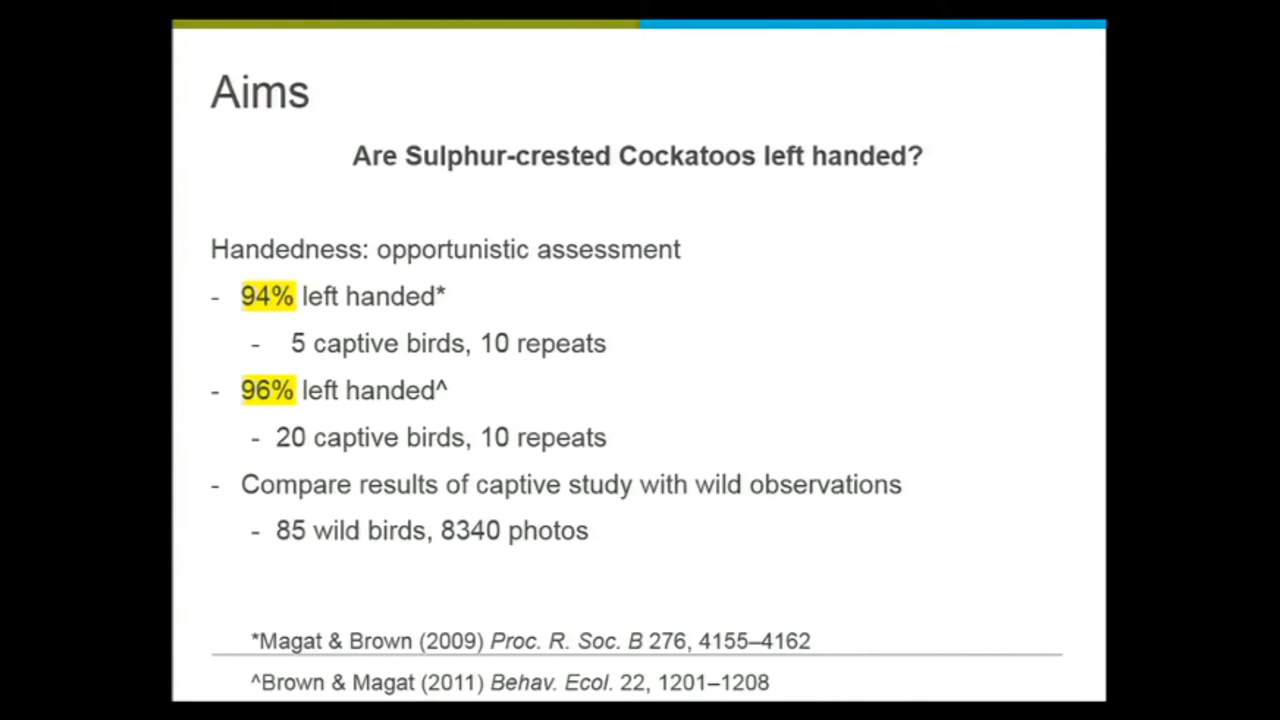 Aims
Are Sulphur-crested Cockatoos left handed?
Handedness: opportunistic assessment
- 94% left handed*
- 5 captive birds, 10 repeats
- 96% left handed^
- 20 captive birds, 10 repeats
- Compare results of captive study with wild observations
- 85 wild birds, 8340 photos
*Magat & Brown (2009) Proc. R. Soc. B 276, 4155–4162
^Brown & Magat (2011) Behav. Ecol. 22, 1201–1208